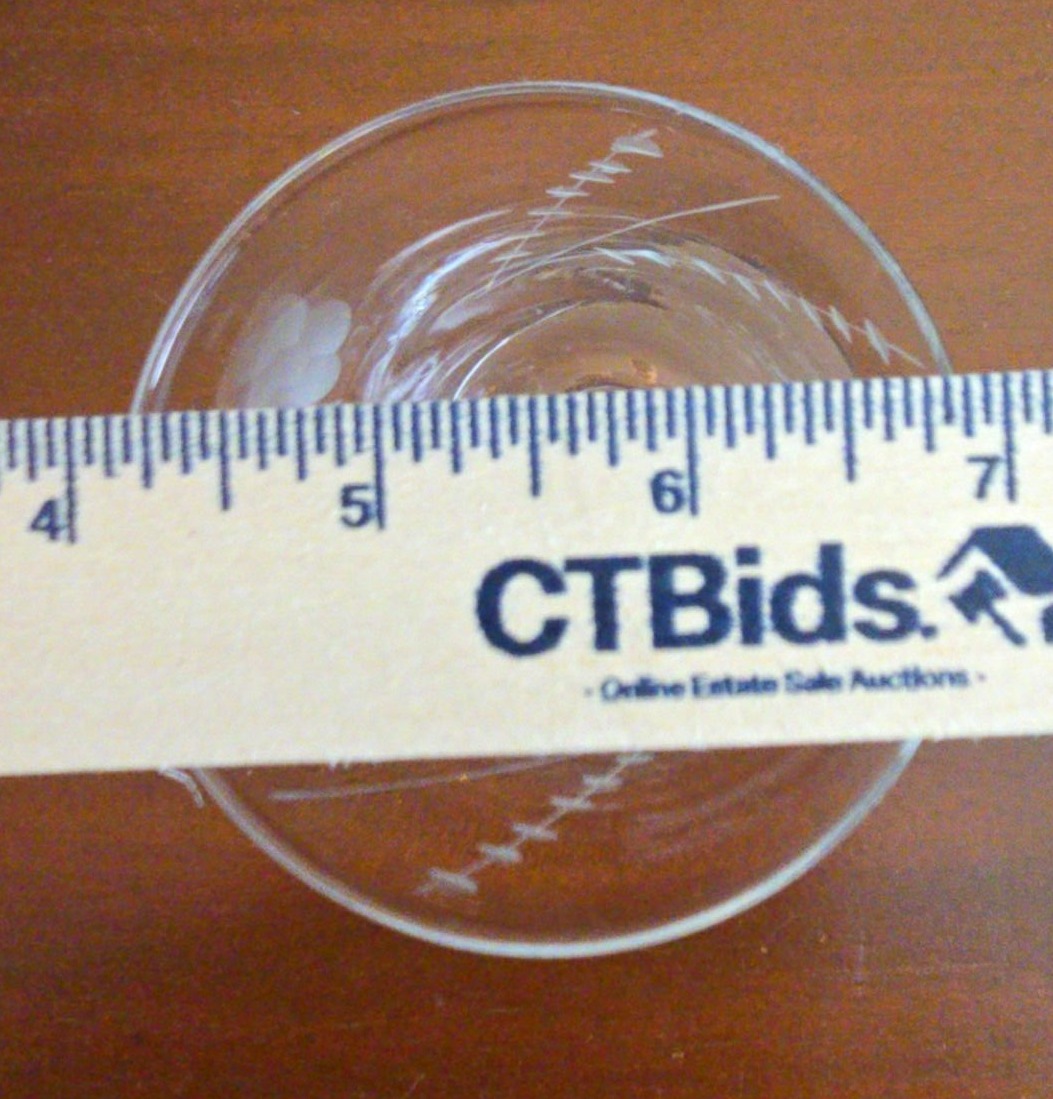 4 5 6 7
CTBids.
- Online Estate Sale Auctions -